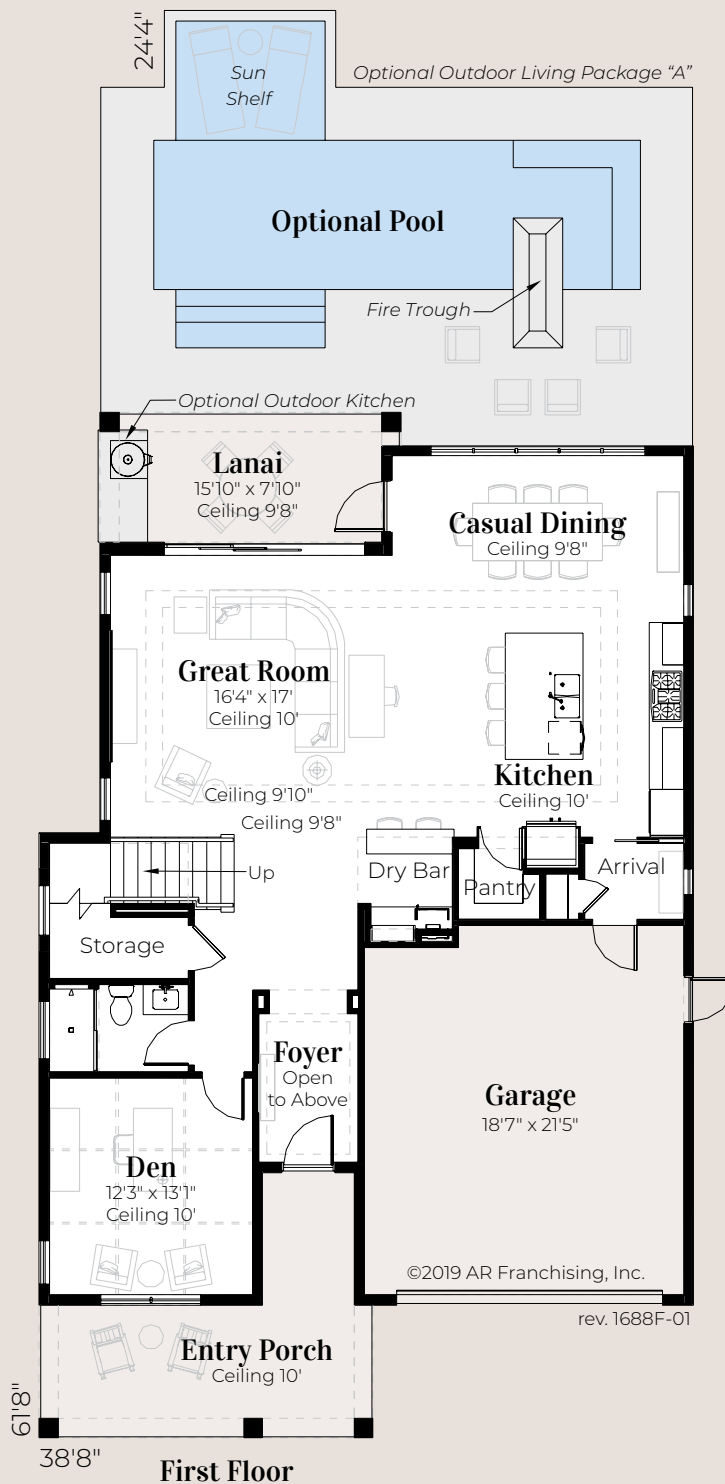 24'4"
Sun
Shelf
Optional Outdoor Living Package “A”
Optional Pool
Fire Trough
Optional Outdoor Kitchen
Lanai
15'10" x 7'10"
Ceiling 9'8"
Casual Dining
Ceiling 9'8"
Great Room
16'4" x 17'
Ceiling 10'
Kitchen
Ceiling 10'
Ceiling 9'10"
Ceiling 9'8"
Up
Dry Bar
Pantry
Arrival
Storage
Foyer
Open
to Above
Garage
18'7" x 21'5"
Den
12'3" x 13'1"
Ceiling 10'
©2019 AR Franchising, Inc.
rev. 1688F-01
Entry Porch
Ceiling 10'
61'8"
38'8"
First Floor